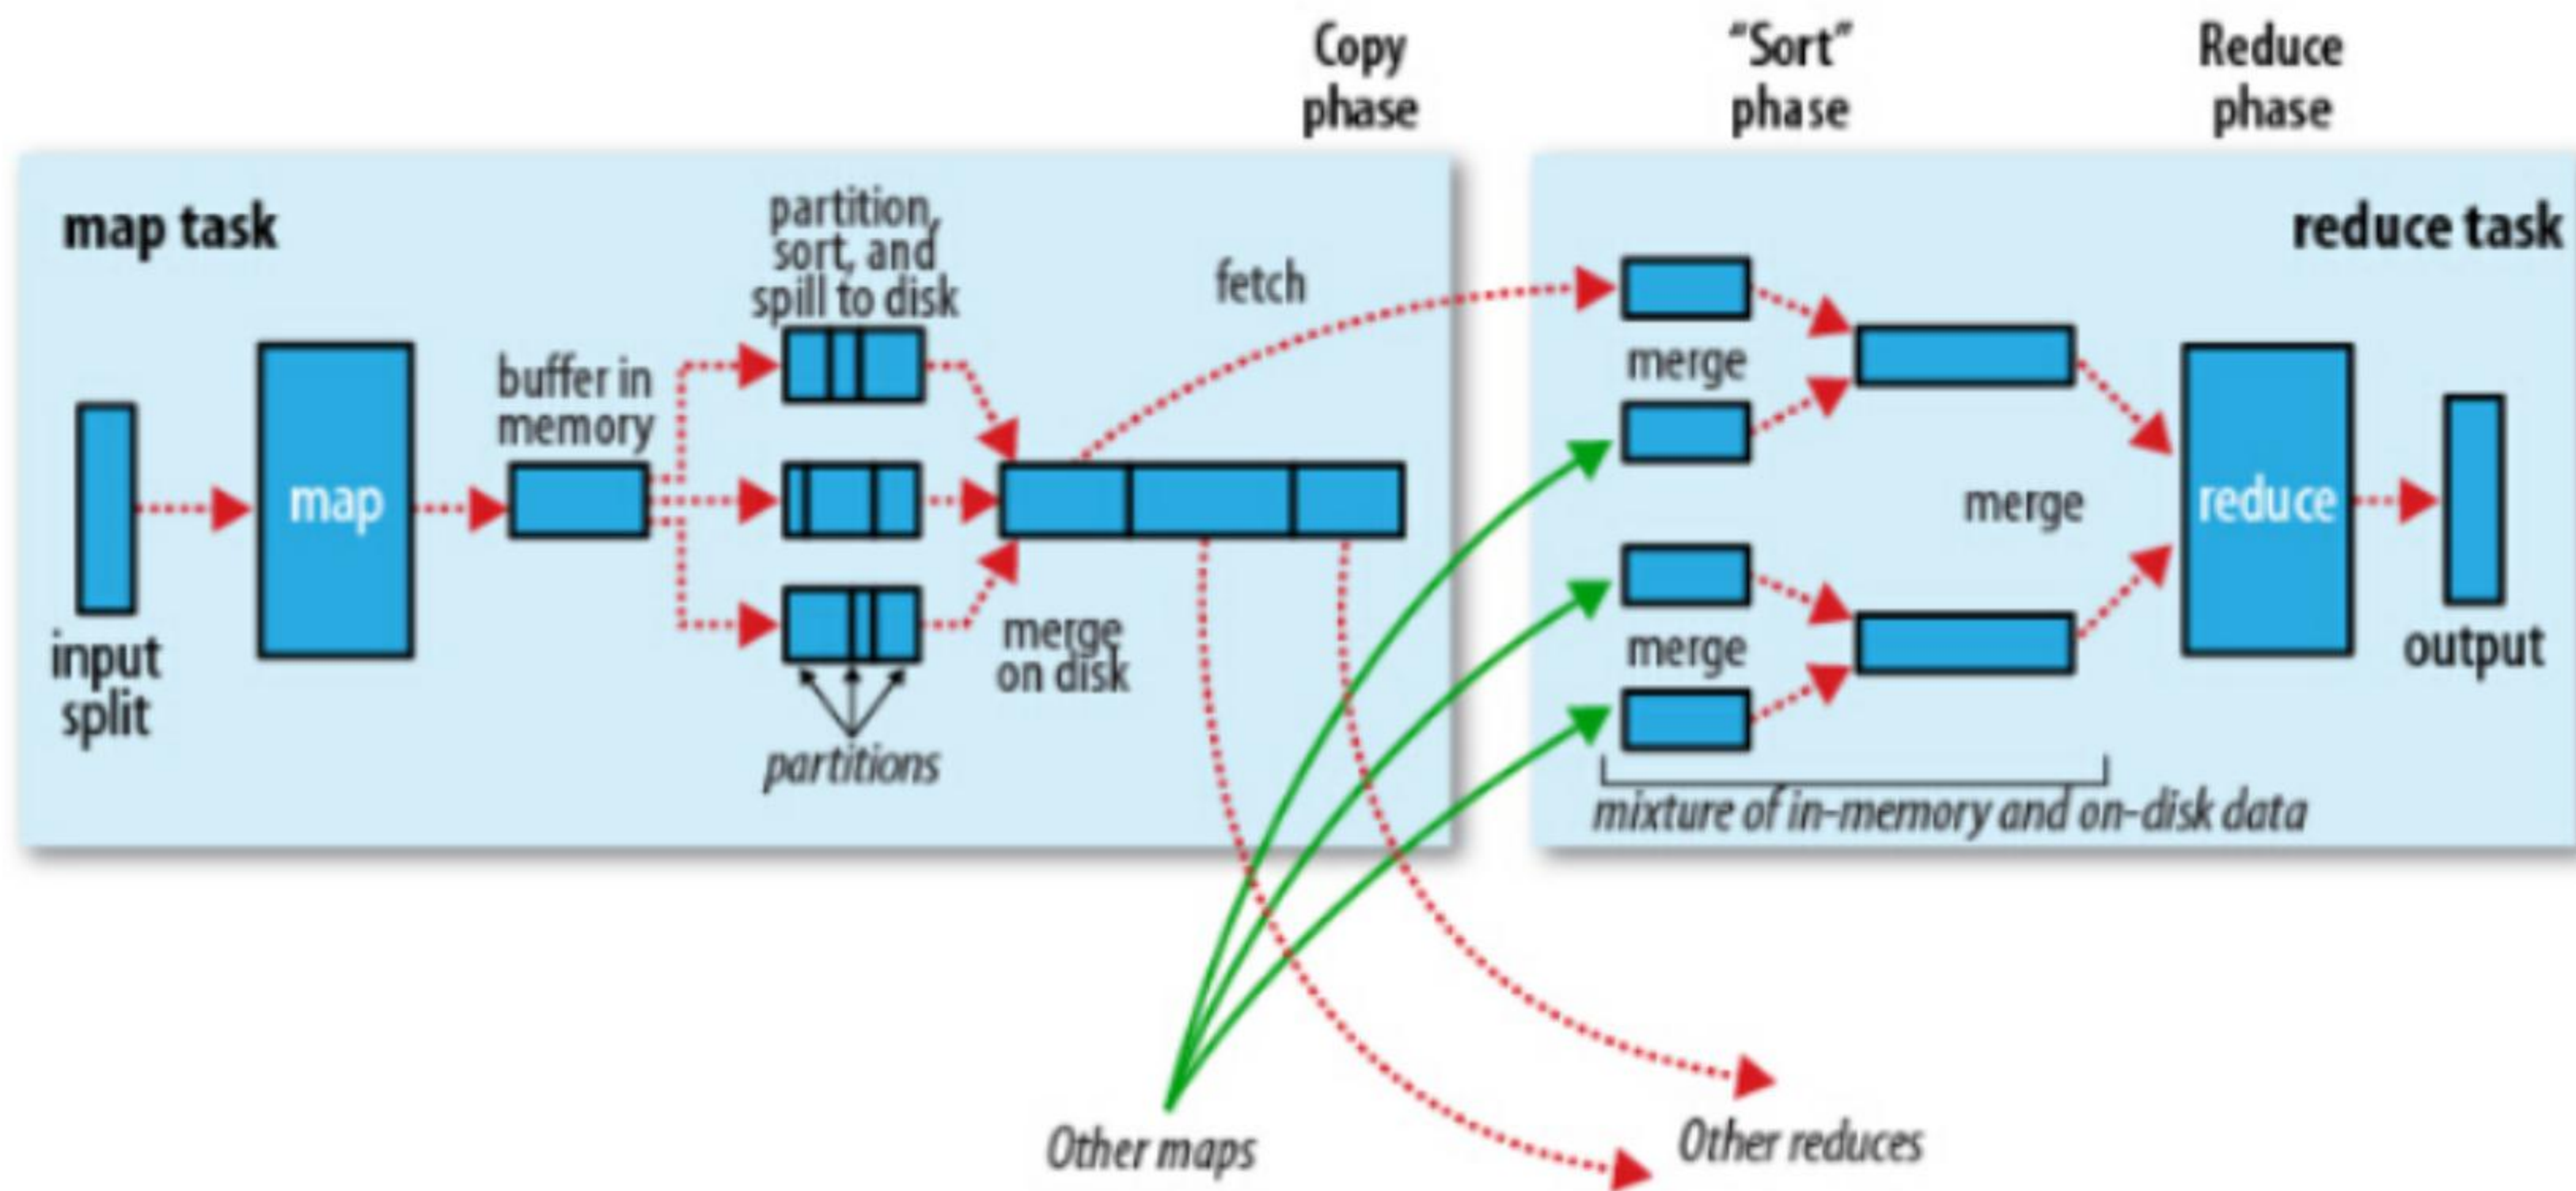 Copy
phase
“Sort”
phase
Reduce
phase
map task
partition,
sort, and
spill to disk
fetch
buffer in
memory
map
input
split
merge
on disk
partitions
reduce task
merge
merge
merge
reduce
output
mixture of in-memory and on-disk data
Other maps
Other reduces